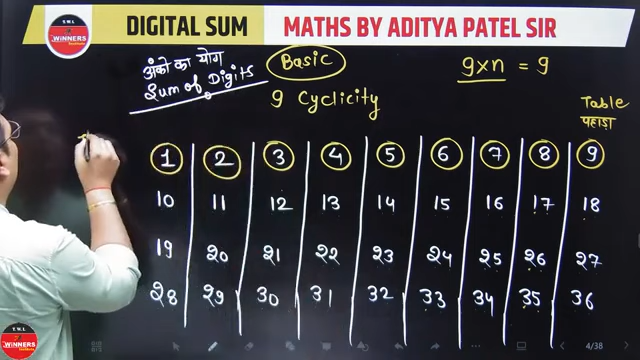 T.W.L
WiNNERS
Institute
DIGITAL SUM
MATHS BY ADITYA PATEL SIR
अंको का योग
Sum of Digits
Basic
9×n = 9
9 Cyclicity
Table
पहाड़ा
1 2 3 4 5 6 7 8 9
10 11 12 13 14 15 16 17 18
19 20 21 22 23 24 25 26 27
28 29 30 31 32 33 34 35 36
T.W.L
WiNNERS
Institute
4/38